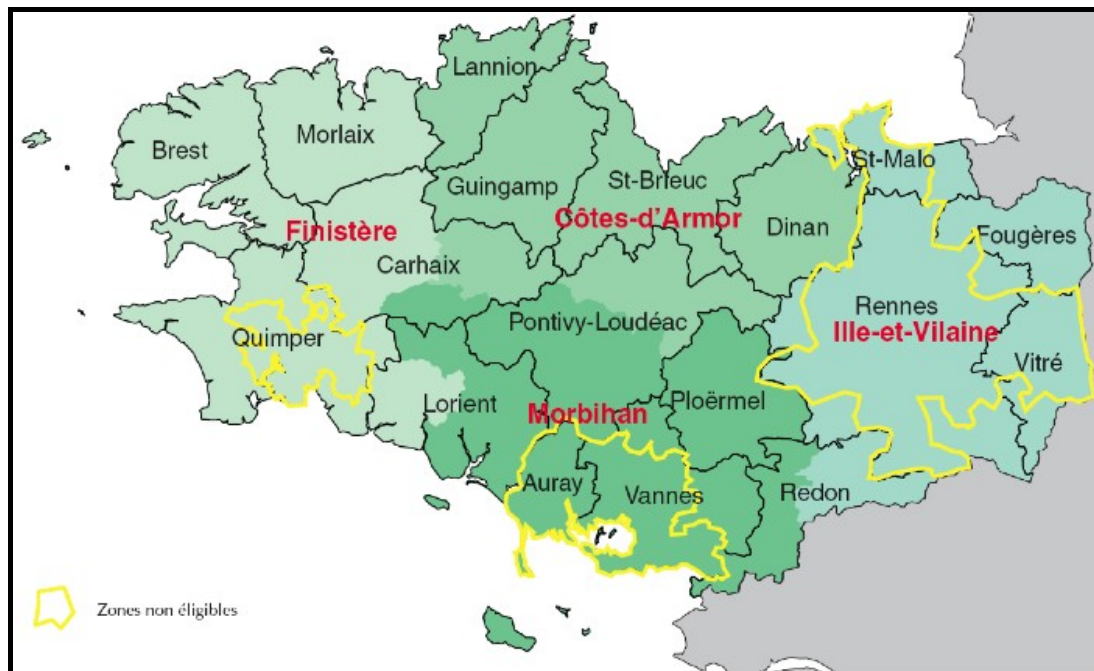 Lannion
Morlaix
Brest
St-Malo
Guingamp
St-Brieuc
Côtes-d'Armor
Dinan
Finistère
Fougères
Carhaix
Rennes
Pontivy-Loudéac
Ille-et-Vilaine
Quimper
Vitré
Lorient
Ploërmel
Morbihan
Auray
Vannes
Redon
Zones non éligibles